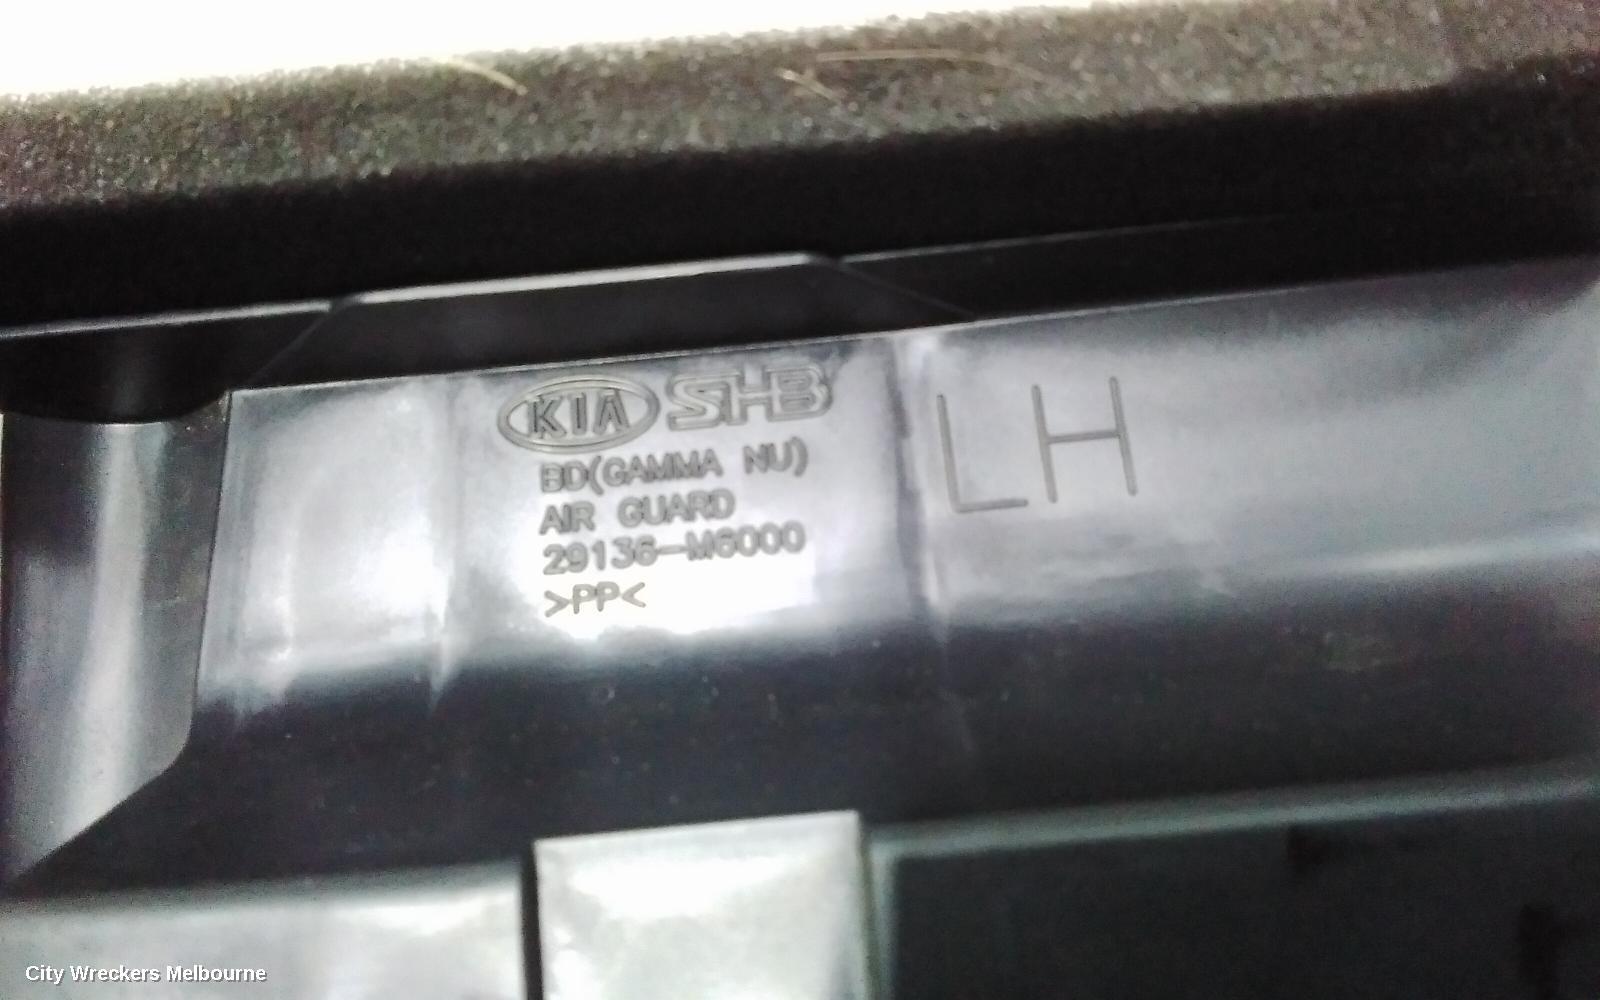 KIA SHB
BD(GAMMA NU)
AIR GUARD
29136-M6000
>PP<
LH
City Wreckers Melbourne